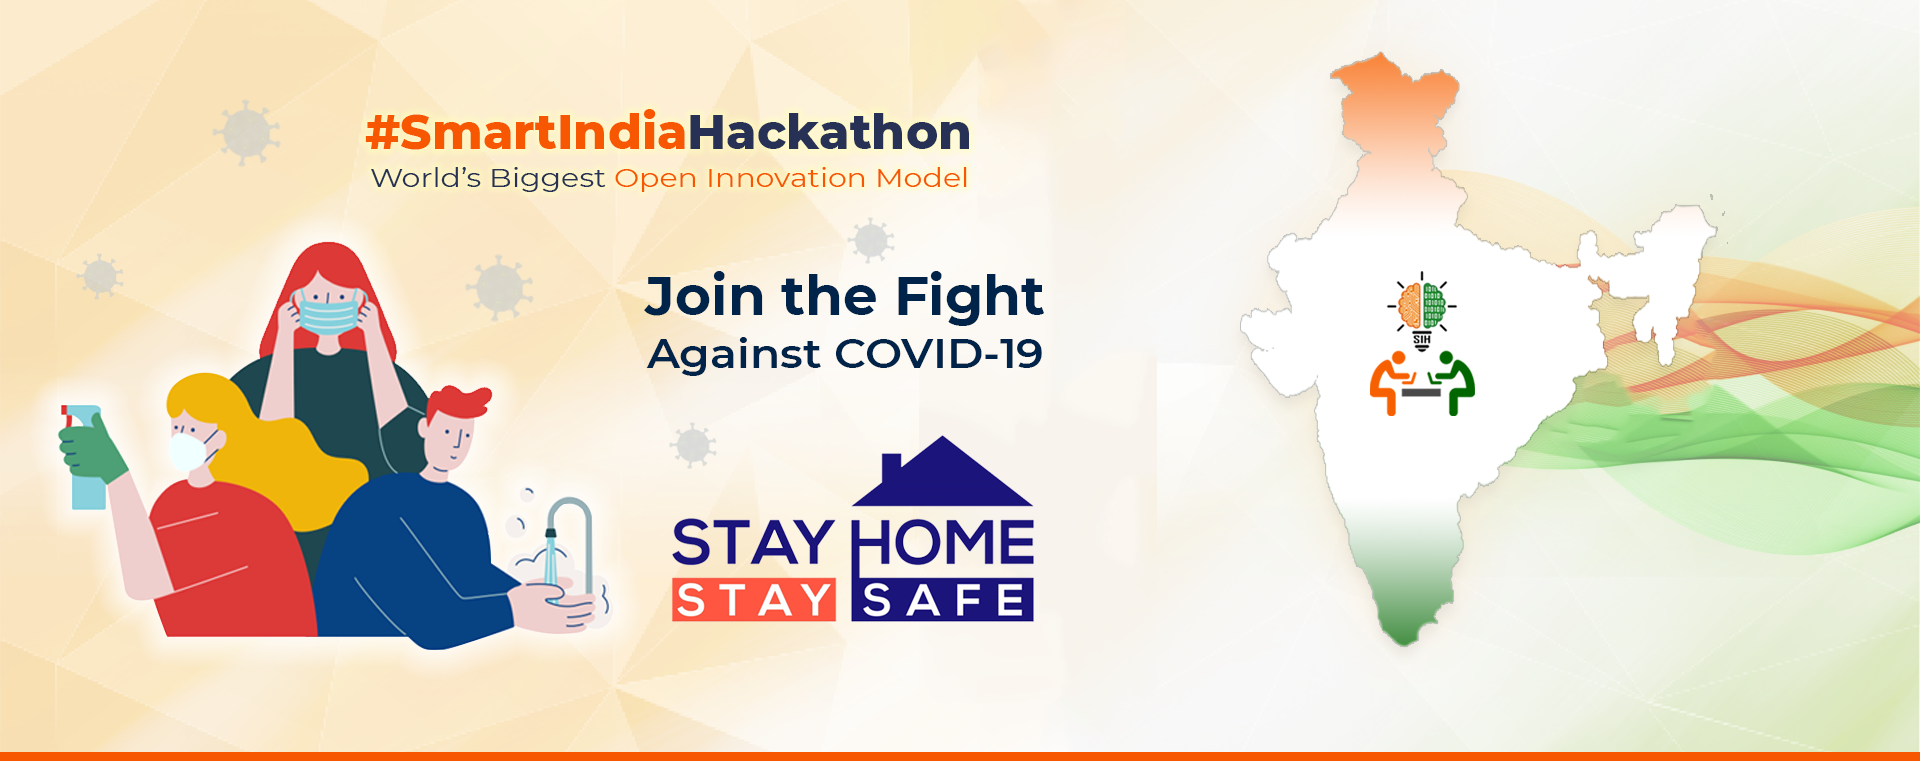 #SmartIndiaHackathon
World's Biggest Open Innovation Model
Join the Fight
Against COVID-19
STAY HOME
STAY SAFE
SIH